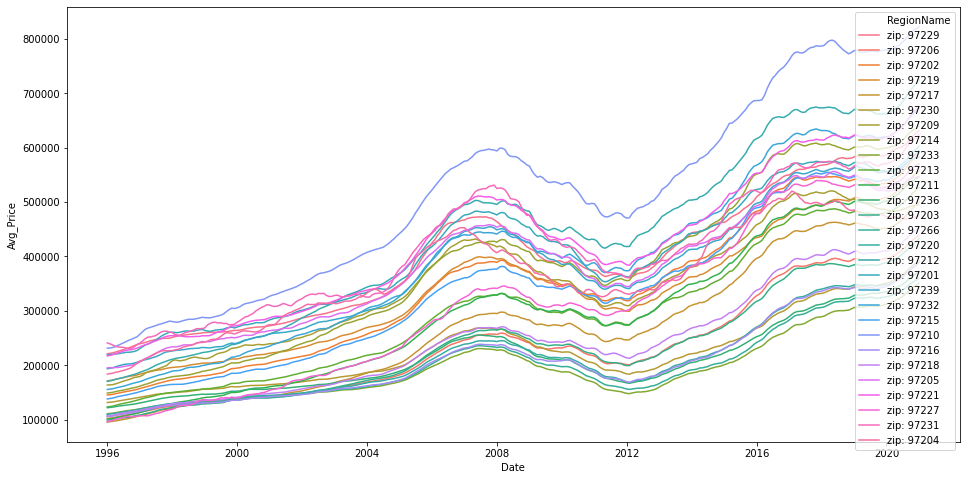 RegionName
zip: 97229
zip: 97206
zip: 97202
zip: 97219
zip: 97217
zip: 97230
zip: 97209
zip: 97214
zip: 97233
zip: 97213
zip: 97211
zip: 97236
zip: 97203
zip: 97266
zip: 97220
zip: 97212
zip: 97201
zip: 97239
zip: 97232
zip: 97215
zip: 97210
zip: 97216
zip: 97218
zip: 97205
zip: 97221
zip: 97227
zip: 97231
zip: 97204
800000
700000
600000
500000
400000
300000
200000
100000
Avg_Price
1996
2000
2004
2008
2012
2016
2020
Date